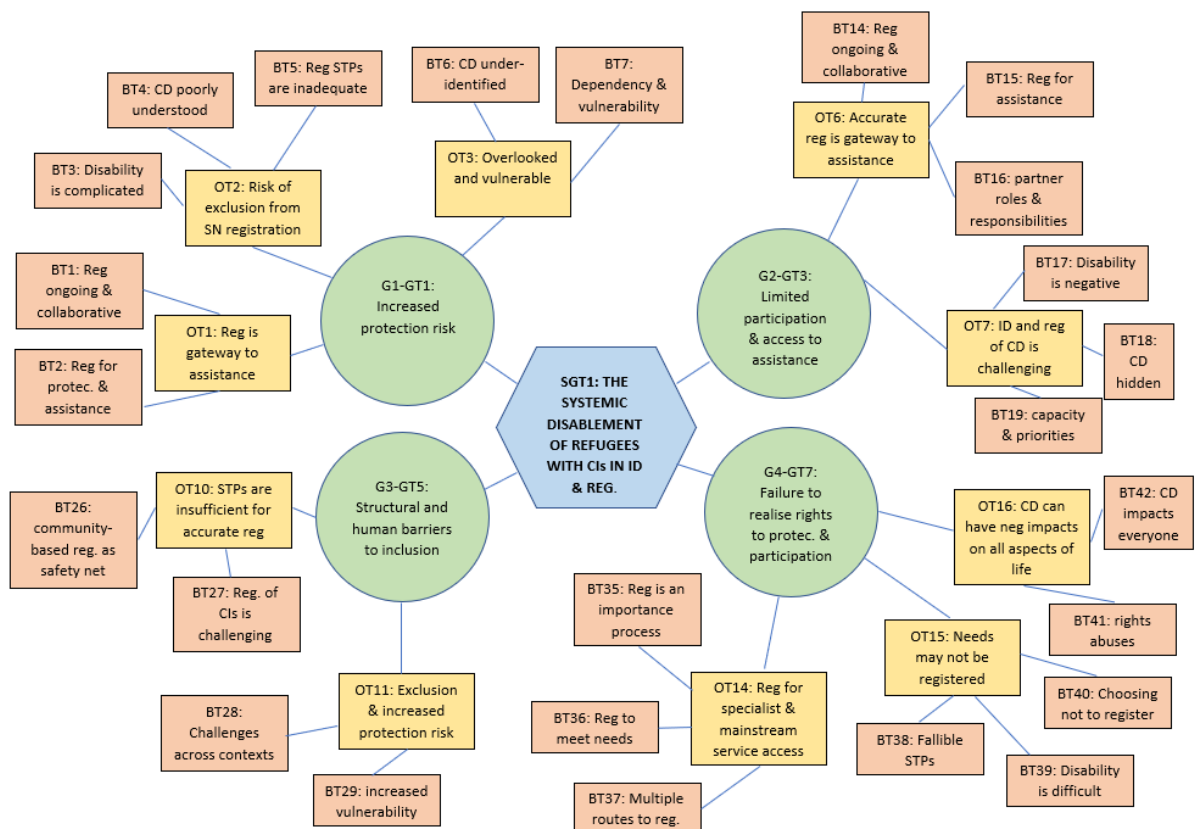 BT14: Reg
ongoing &
collaborative
BT4: CD poorly
understood
BT5: Reg STPs
are inadequate
BT6: CD under-
identified
BT7:
Dependency &
vulnerability
BT15: Reg for
assistance
OT6: Accurate
reg is gateway to
assistance
BT3: Disability
is complicated
OT2: Risk of
exclusion from
SN registration
OT3: Overlooked
and vulnerable
BT16: partner
roles &
responsibilities
BT1: Reg
ongoing &
collaborative
G1-GT1:
Increased
protection risk
G2-GT3:
Limited
participation
& access to
assistance
BT17: Disability
is negative
OT1: Reg is
gateway to
assistance
OT7: ID and reg
of CD is
challenging
BT18: CD
hidden
BT2: Reg for
protec. &
assistance
BT19: capacity
& priorities
SGT1: THE
SYSTEMIC
DISABLEMENT
OF REFUGEES
WITH CIs IN ID
& REG.
OT10: STPs are
insufficient for
accurate reg
G3-GT5:
Structural and
human barriers
to inclusion
G4-GT7:
Failure to
realise rights
to protec. &
participation
OT16: CD can
have neg impacts
on all aspects of
life
BT42: CD
impacts
everyone
BT26:
community-
based reg. as
safety net
BT27: Reg. of
CIs is
challenging
BT35: Reg is an
importance
process
BT41: rights
abuses
OT15: Needs
may not be
registered
OT11: Exclusion
& increased
protection risk
OT14: Reg for
specialist &
mainstream
service access
BT40: Choosing
not to register
BT28:
Challenges
across contexts
BT36: Reg to
meet needs
BT38: Fallible
STPs
BT39: Disability
is difficult
BT29: increased
vulnerability
BT37: Multiple
routes to reg.